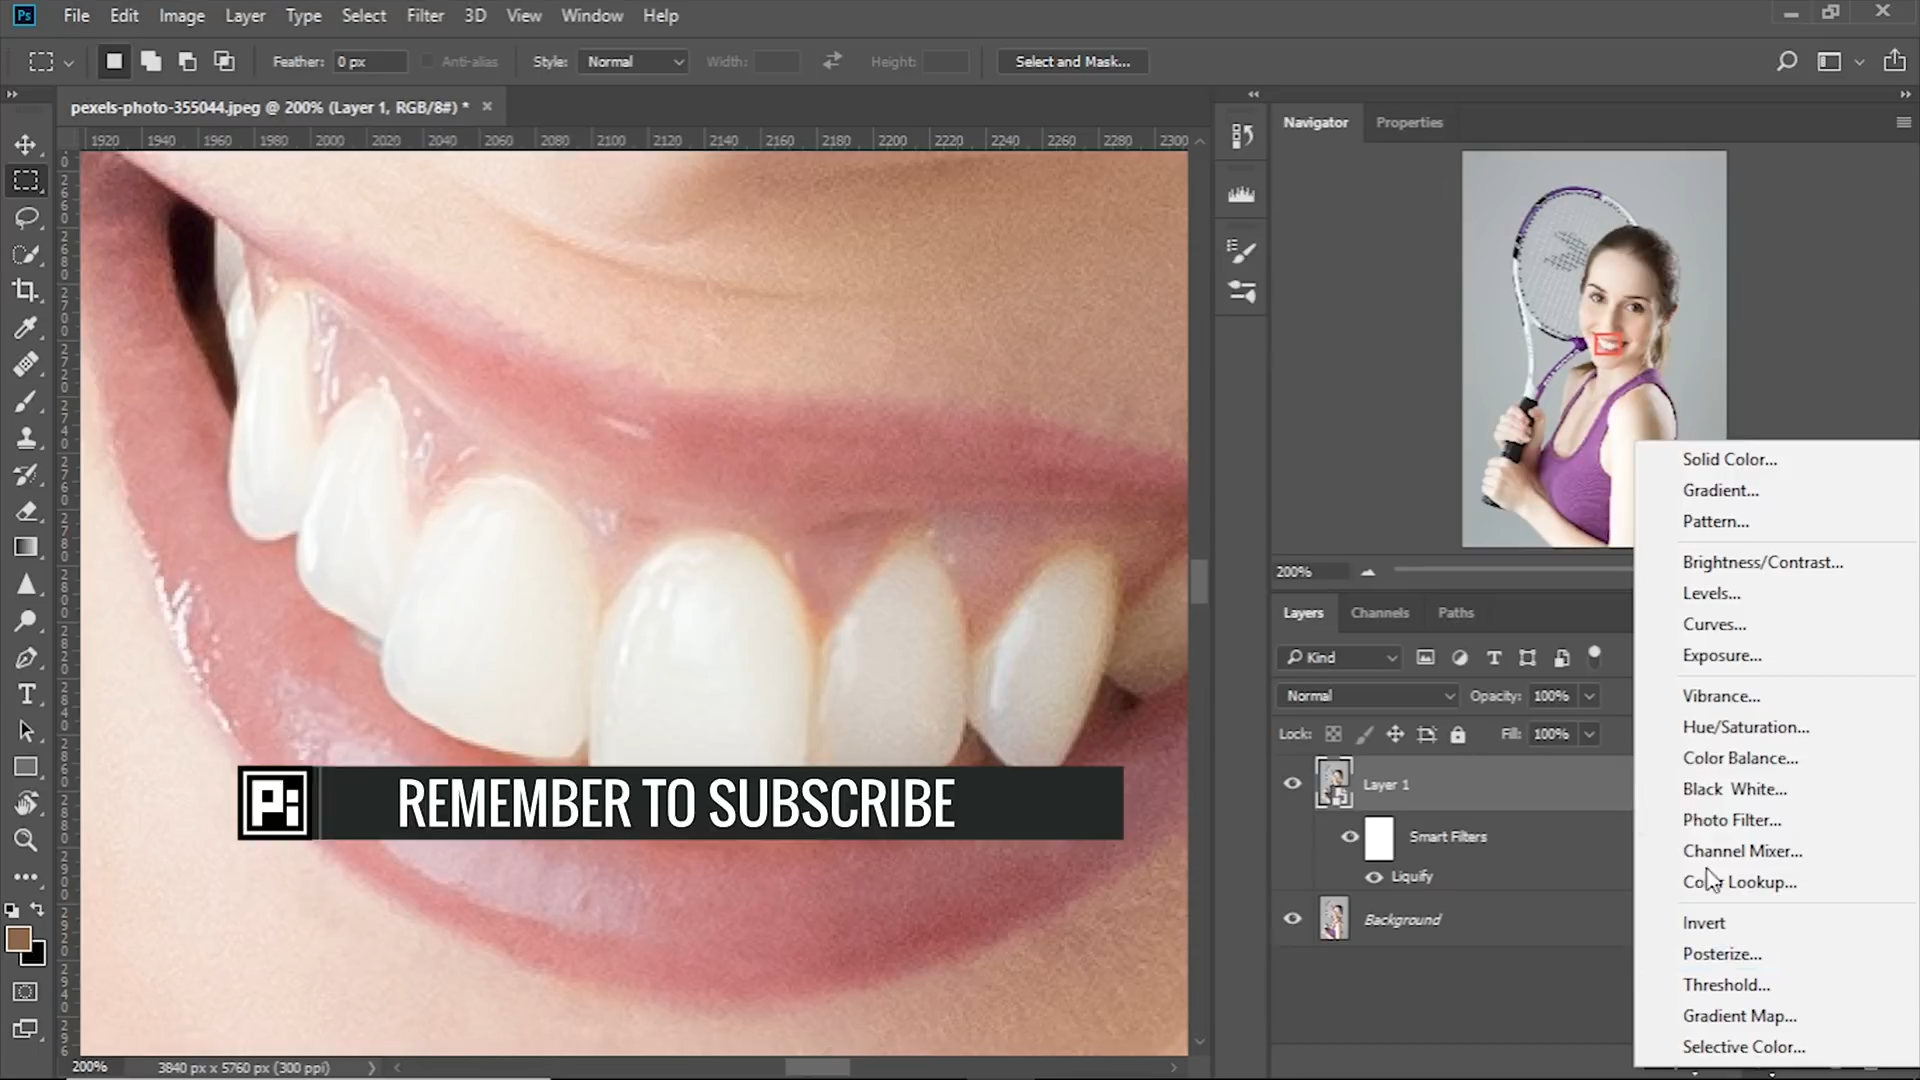 Ps File Edit Image Layer Type Select Filter 3D View Window Help
Feather: 0 px Anti-alias Style: Normal Width: Height: Select and Mask...
pexels-photo-355044.jpeg @ 200% (Layer 1, RGB/8#) *
Navigator Properties
1920 1940 1960 1980 2000 2020 2040 2060 2080 2100 2120 2140 2160 2180 2200 2220 2240 2260 2280 2300
200%
Layers Channels Paths
Kind
Normal Opacity: 100%
Lock: Fill: 100%
Layer 1
Smart Filters
Liquify
Background
Solid Color...
Gradient...
Pattern...
Brightness/Contrast...
Levels...
Curves...
Exposure...
Vibrance...
Hue/Saturation...
Color Balance...
Black White...
Photo Filter...
Channel Mixer...
Color Lookup...
Invert
Posterize...
Threshold...
Gradient Map...
Selective Color...
Pi REMEMBER TO SUBSCRIBE
200% 3840 px x 5760 px (300 ppi)